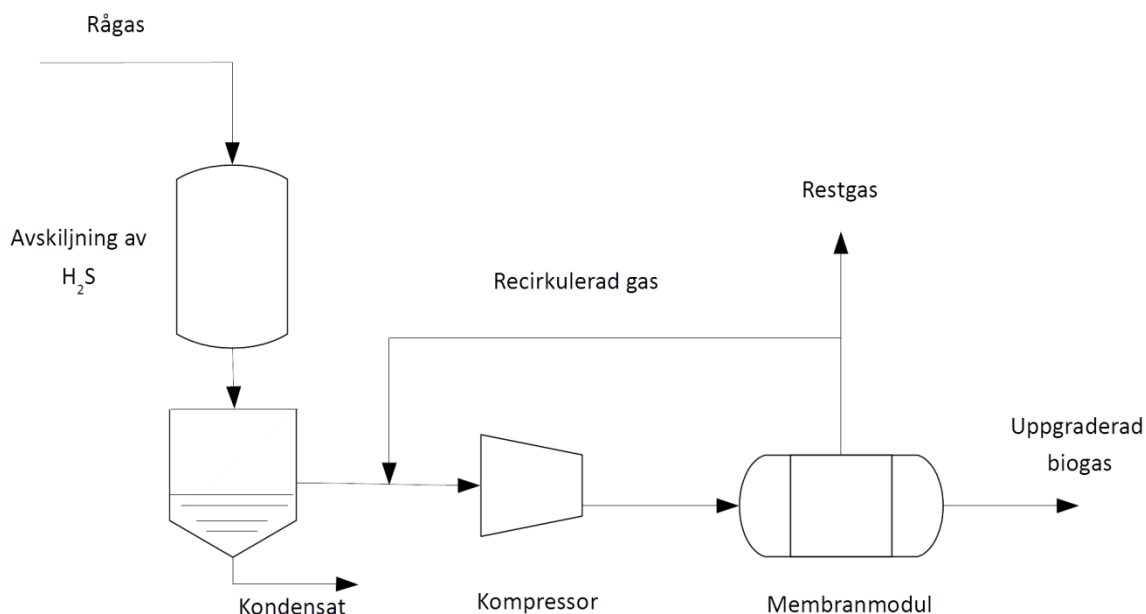 Rågas
Restgas
Avskiljning av
H₂S
Recirkulerad gas
Uppgraderad
biogas
Kondensat
Kompressor
Membranmodul